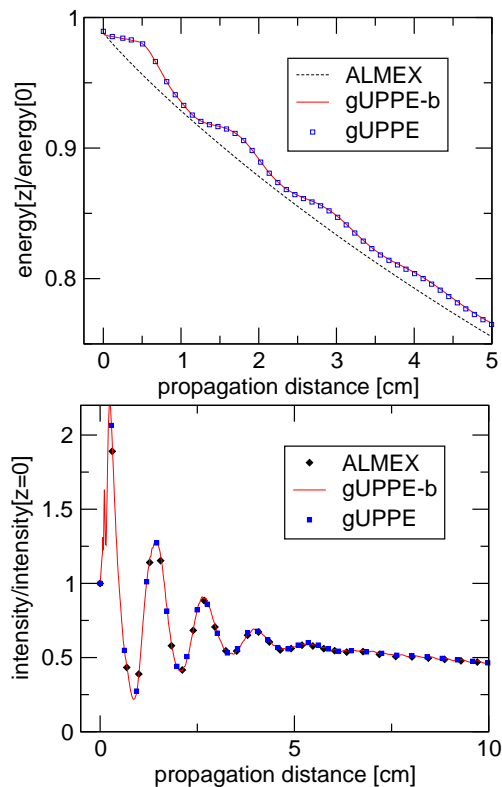 energy[z]/energy[0]
1
0.9
0.8
ALMEX
gUPPE-b
gUPPE
0 1 2 3 4 5
propagation distance [cm]
intensity/intensity[z=0]
2
1.5
1
0.5
0
ALMEX
gUPPE-b
gUPPE
0 5 10
propagation distance [cm]